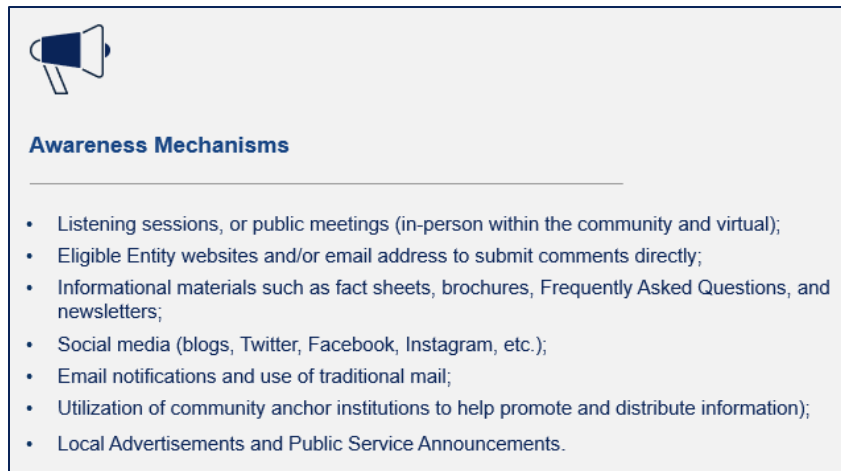 Awareness Mechanisms
• Listening sessions, or public meetings (in-person within the community and virtual);
• Eligible Entity websites and/or email address to submit comments directly;
• Informational materials such as fact sheets, brochures, Frequently Asked Questions, and
newsletters;
• Social media (blogs, Twitter, Facebook, Instagram, etc.);
• Email notifications and use of traditional mail;
• Utilization of community anchor institutions to help promote and distribute information);
• Local Advertisements and Public Service Announcements.